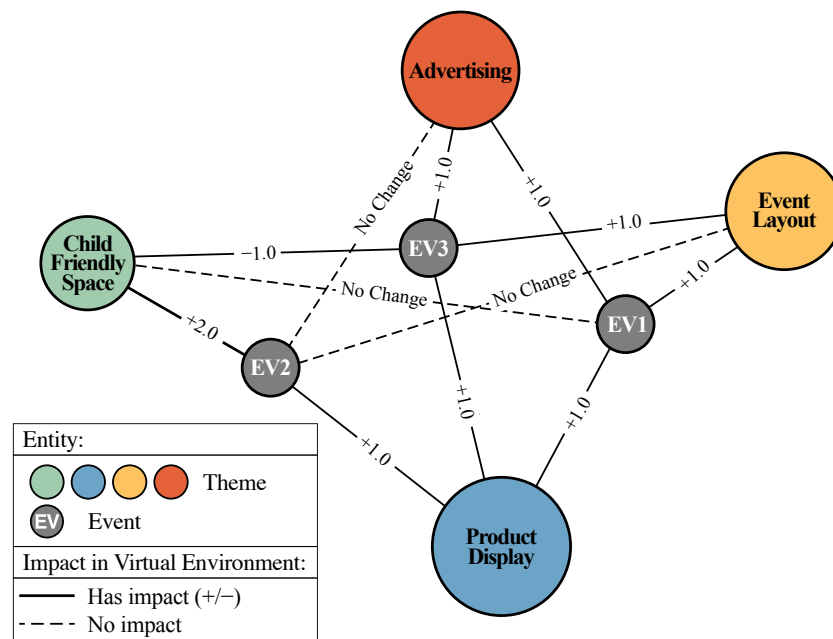 Advertising
Event
Layout
No Change
+1.0
+1.0
+1.0
Child
Friendly
Space
−1.0
EV3
+1.0
No Change
No Change
EV1
+2.0
EV2
+1.0
+1.0
+1.0
Product
Display
Entity:
Theme
EV
Event
Impact in Virtual Environment:
Has impact (+/−)
No impact